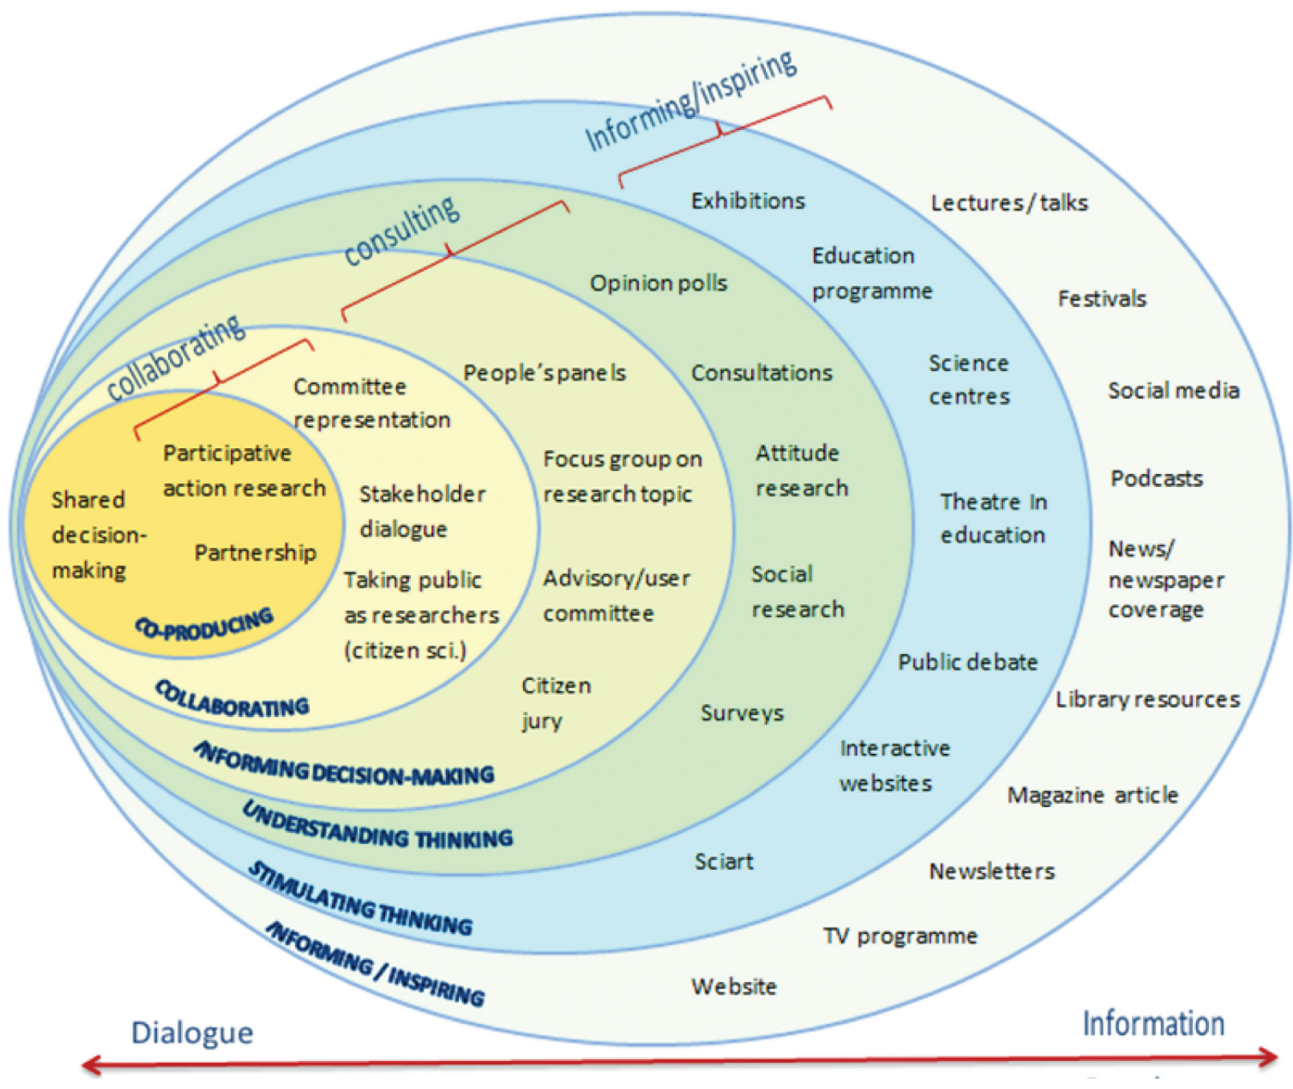 Informing/inspiring
consulting
collaborating
Exhibitions
Lectures / talks
Education
programme
Opinion polls
Festivals
Science
centres
People's panels
Consultations
Social media
Committee
representation
Participative
action research
Focus group on
research topic
Attitude
research
Podcasts
Shared
decision-
making
Stakeholder
dialogue
Theatre In
education
Partnership
News/
newspaper
coverage
Taking public
as researchers
(citizen sci.)
Advisory/user
committee
Social
research
CO-PRODUCING
Public debate
Citizen
jury
Library resources
COLLABORATING
Surveys
Interactive
websites
INFORMING DECISION-MAKING
Magazine article
UNDERSTANDING THINKING
Sciart
Newsletters
STIMULATING THINKING
TV programme
INFORMING / INSPIRING
Website
Dialogue
Information